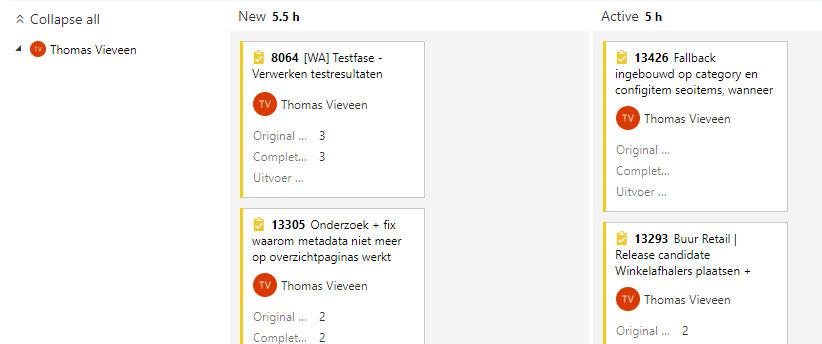 Collapse all
TV Thomas Vieveen
New 5.5 h
8064 [WA] Testfase -
Verwerken testresultaten
TV Thomas Vieveen
Original ... 3
Complet... 3
Uitvoer ...
13305 Onderzoek + fix
waarom metadata niet meer
op overzichtpaginas werkt
TV Thomas Vieveen
Original ... 2
Complet... 2
Active 5 h
13426 Fallback
ingebouwd op category en
configitem seoitems, wanneer
TV Thomas Vieveen
Original ...
Complet...
Uitvoer ...
13293 Buur Retail |
Release candidate
Winkelafhalers plaatsen +
TV Thomas Vieveen
Original ... 2